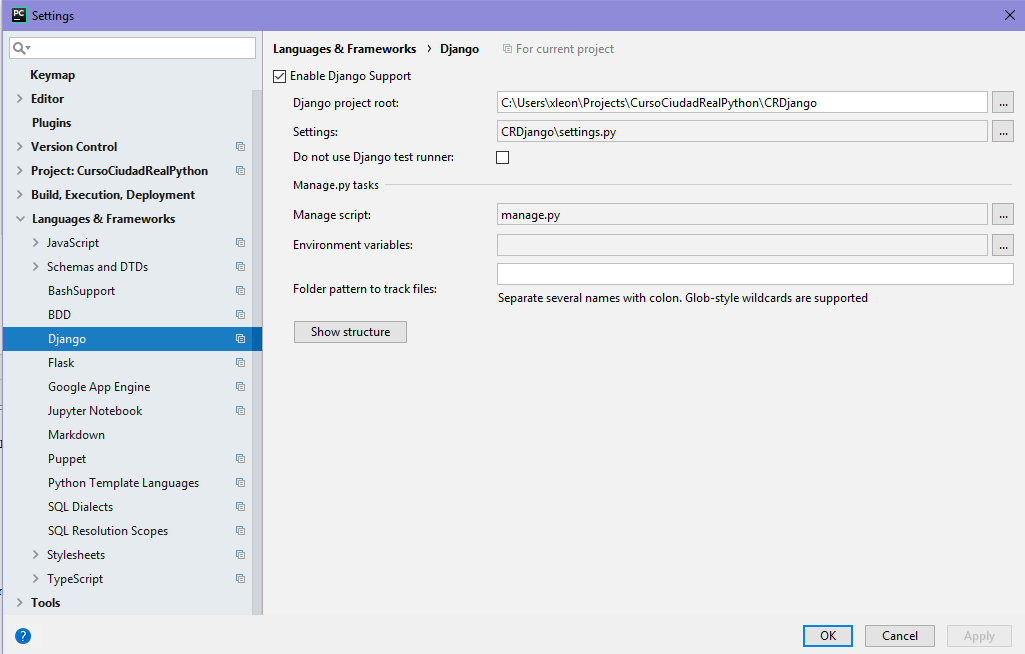 PC Settings
Languages & Frameworks › Django For current project
Keymap
Editor
Plugins
Version Control
Project: CursoCiudadRealPython
Build, Execution, Deployment
Languages & Frameworks
JavaScript
Schemas and DTDs
BashSupport
BDD
Django
Flask
Google App Engine
Jupyter Notebook
Markdown
Puppet
Python Template Languages
SQL Dialects
SQL Resolution Scopes
Stylesheets
TypeScript
Tools
Enable Django Support
Django project root: C:\Users\xleon\Projects\CursoCiudadRealPython\CRDjango ...
Settings: CRDjango\settings.py ...
Do not use Django test runner:
Manage.py tasks
Manage script: manage.py ...
Environment variables: ...
Folder pattern to track files:
Separate several names with colon. Glob-style wildcards are supported
Show structure
? OK Cancel Apply